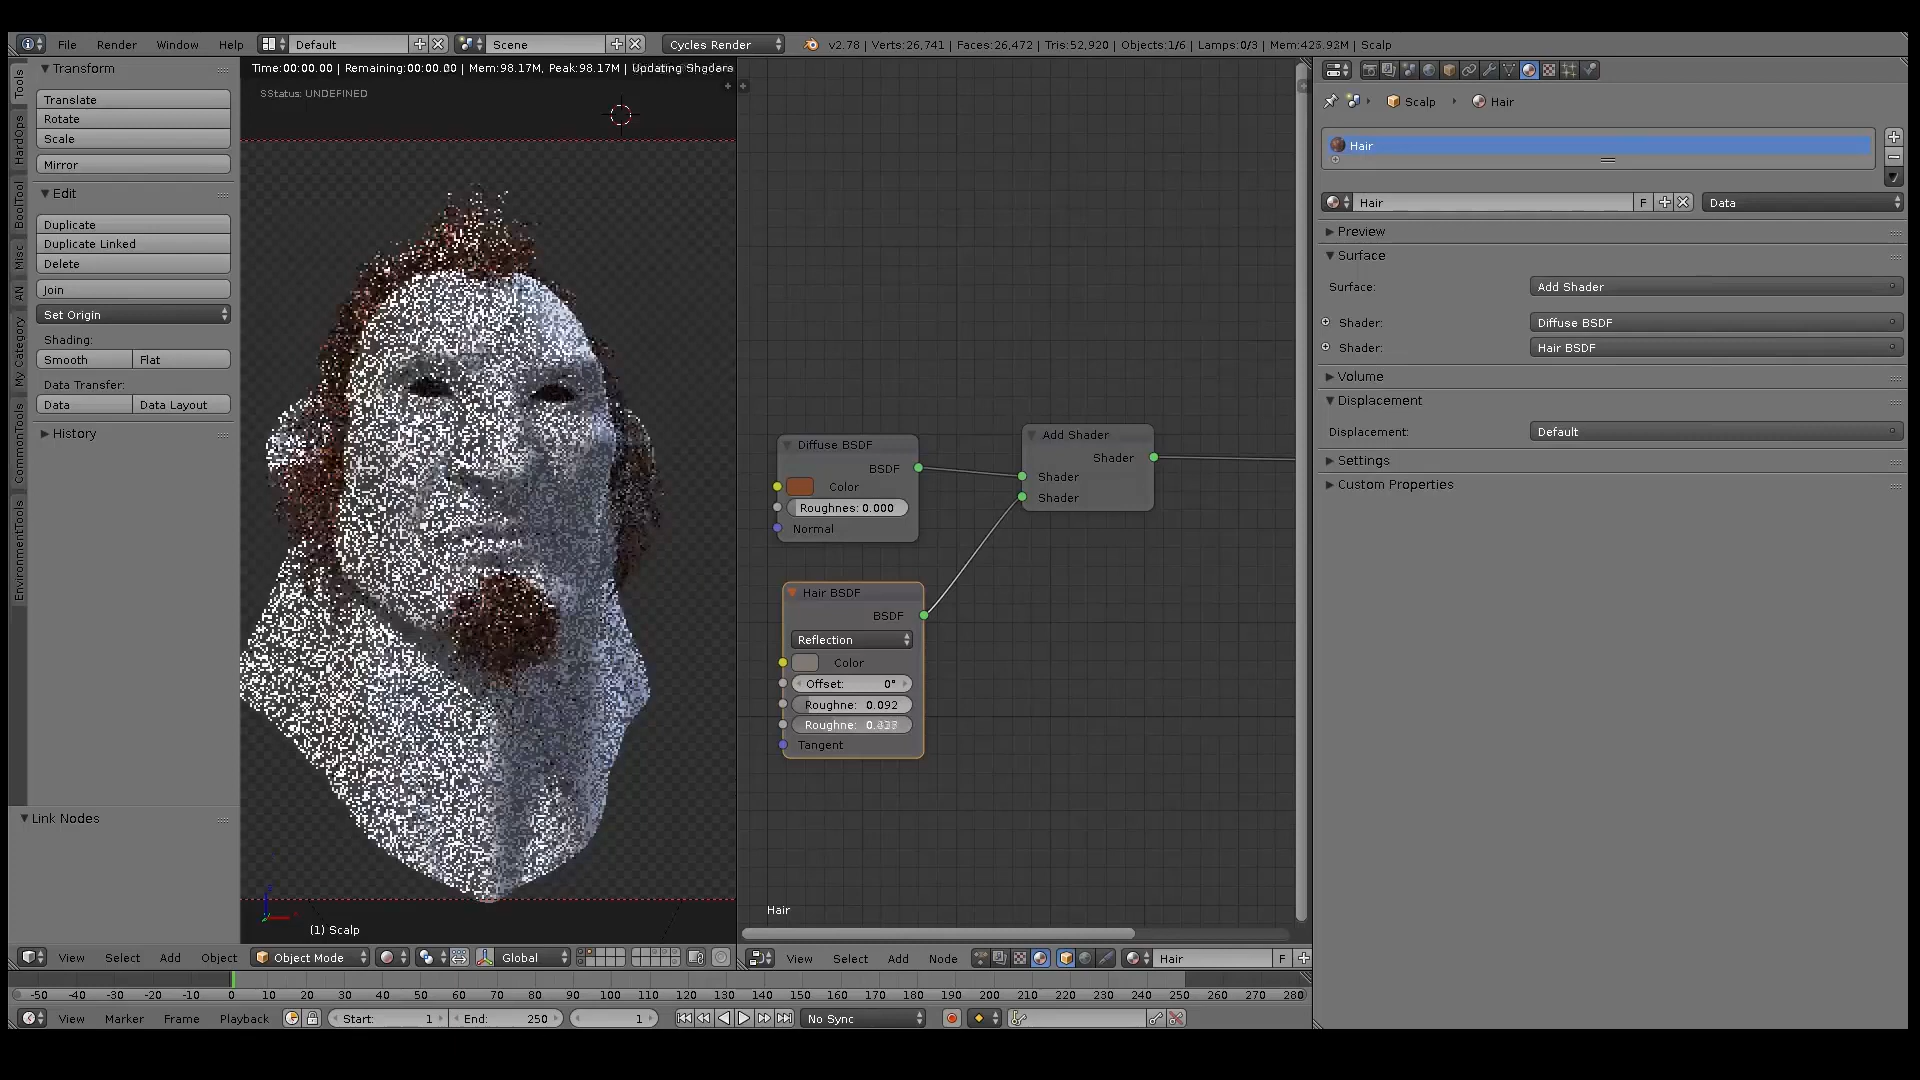 File Render Window Help Default Scene Cycles Render v2.78 | Verts:26,741 | Faces:26,472 | Tris:52,920 | Objects:1/6 | Lamps:0/3 | Scalp
Time:00:00.00 | Remaining:00:00.00 | Mem:98.17M, Peak:98.17M | Updating Shaders
SStatus: UNDEFINED
Tools
HardOps
BoolTool
Misc
AN
My Category
CommonTools
EnvironmentTools
Transform
Translate
Rotate
Scale
Mirror
Edit
Duplicate
Duplicate Linked
Delete
Join
Set Origin
Shading:
Smooth Flat
Data Transfer:
Data Data Layout
History
Link Nodes
(1) Scalp
View Select Add Object Object Mode Global
Diffuse BSDF
BSDF
Color
Roughnes: 0.000
Normal
Add Shader
Shader
Shader
Shader
Hair BSDF
BSDF
Reflection
Color
Offset: 0°
Roughne: 0.092
Roughne:
Tangent
Hair
View Select Add Node Hair F
Scalp Hair
Hair
Hair F Data
Preview
Surface
Surface: Add Shader
Shader: Diffuse BSDF
Shader: Hair BSDF
Volume
Displacement
Displacement: Default
Settings
Custom Properties
-50 -40 -30 -20 -10 0 10 20 30 40 50 60 70 80 90 100 110 120 130 140 150 160 170 180 190 200 210 220 230 240 250 260 270 280
View Marker Frame Playback Start: 1 End: 250 1 No Sync